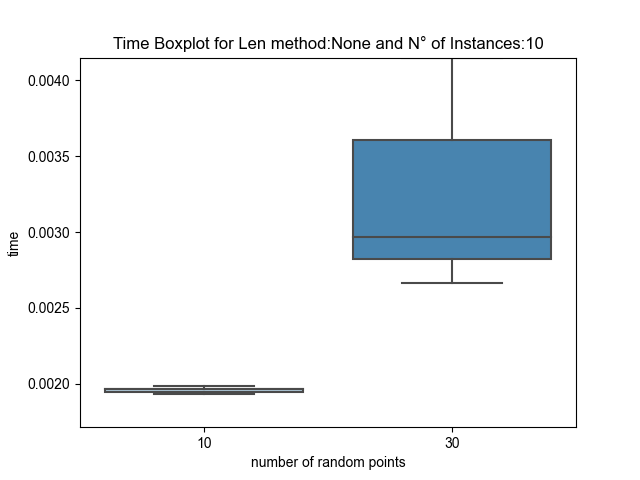 Time Boxplot for Len method:None and N° of Instances:10
0.0040
0.0035
0.0030
0.0025
0.0020
time
10
30
number of random points